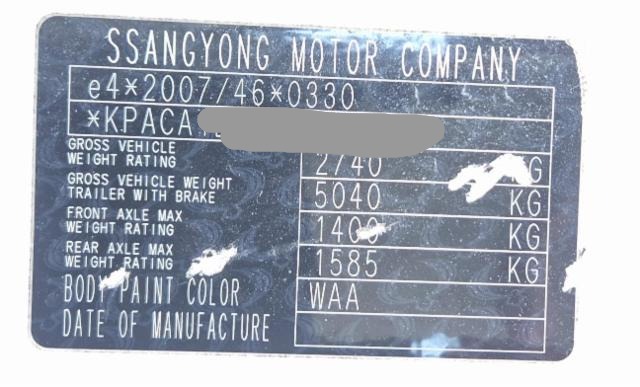 SSANGYONG MOTOR COMPANY
e4*2007/46*0330
*KPACA
GROSS VEHICLE
WEIGHT RATING 2740 KG
GROSS VEHICLE WEIGHT
TRAILER WITH BRAKE 5040 KG
FRONT AXLE MAX
WEIGHT RATING 1400 KG
REAR AXLE MAX
WEIGHT RATING 1585 KG
BODY PAINT COLOR WAA
DATE OF MANUFACTURE